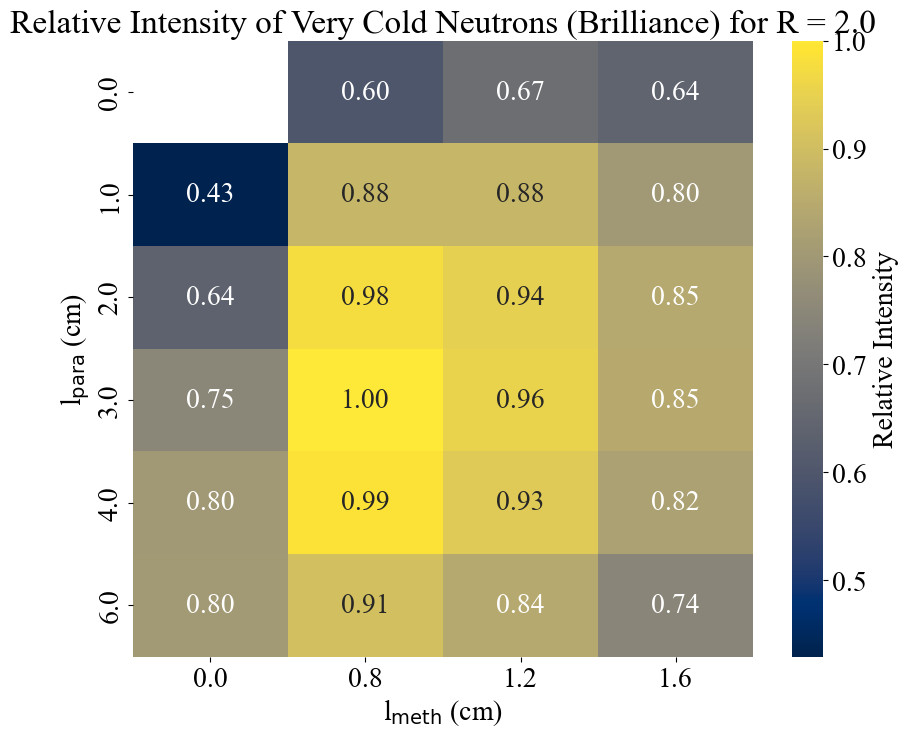 Relative Intensity of Very Cold Neutrons (Brilliance) for R = 2.0
0.0 0.60 0.67 0.64
1.0 0.43 0.88 0.88 0.80
2.0 0.64 0.98 0.94 0.85
3.0 0.75 1.00 0.96 0.85
4.0 0.80 0.99 0.93 0.82
6.0 0.80 0.91 0.84 0.74
0.0 0.8 1.2 1.6
l_meth (cm)
l_para (cm)
1.0
0.9
0.8
0.7
0.6
0.5
Relative Intensity